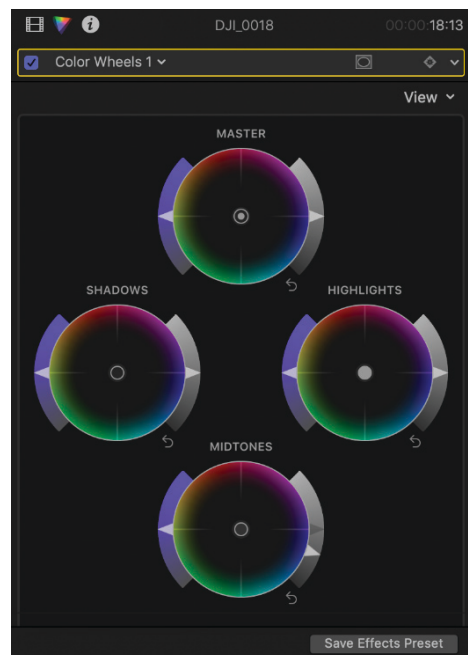 DJI_0018 00:00:18:13
Color Wheels 1
View
MASTER
SHADOWS HIGHLIGHTS
MIDTONES
Save Effects Preset